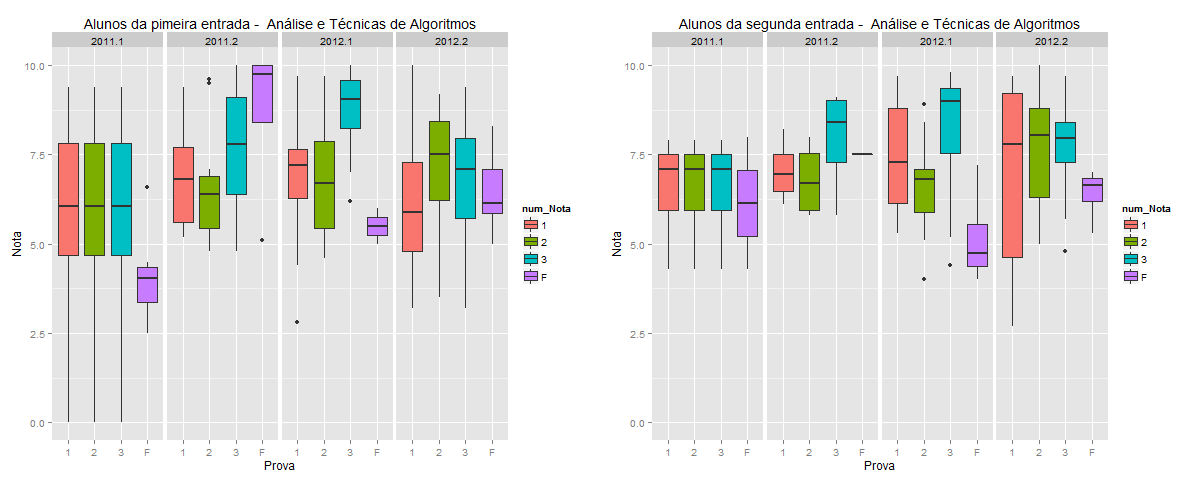 Alunos da pimeira entrada -  Análise e Técnicas de Algoritmos
2011.1 2011.2 2012.1 2012.2
10.0
7.5
5.0
2.5
0.0
Nota
1 2 3 F 1 2 3 F 1 2 3 F 1 2 3 F
Prova
num_Nota
1
2
3
F
Alunos da segunda entrada -  Análise e Técnicas de Algoritmos
2011.1 2011.2 2012.1 2012.2
10.0
7.5
5.0
2.5
0.0
Nota
1 2 3 F 1 2 3 F 1 2 3 F 1 2 3 F
Prova
num_Nota
1
2
3
F